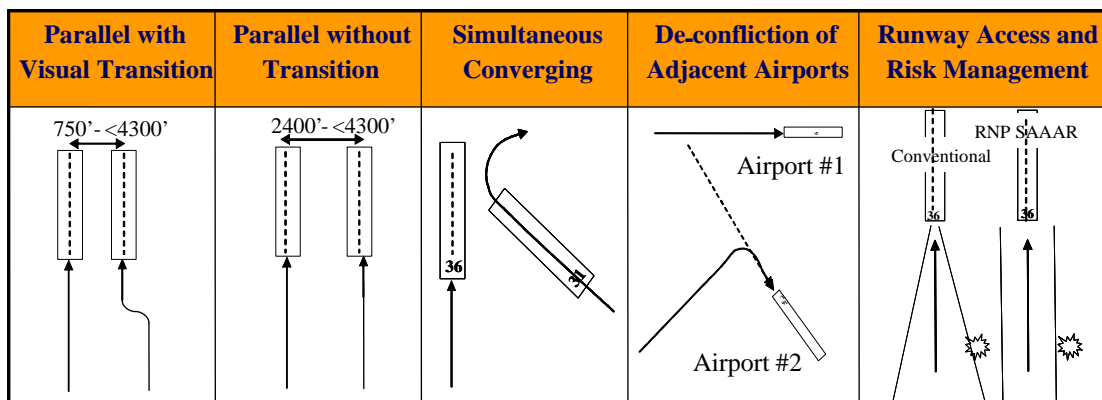 Parallel with
Visual Transition
Parallel without
Transition
Simultaneous
Converging
De-confliction of
Adjacent Airports
Runway Access and
Risk Management
750'- <4300'
2400'- <4300'
36
31
Airport #1
Airport #2
RNP SAAAR
Conventional
36
36